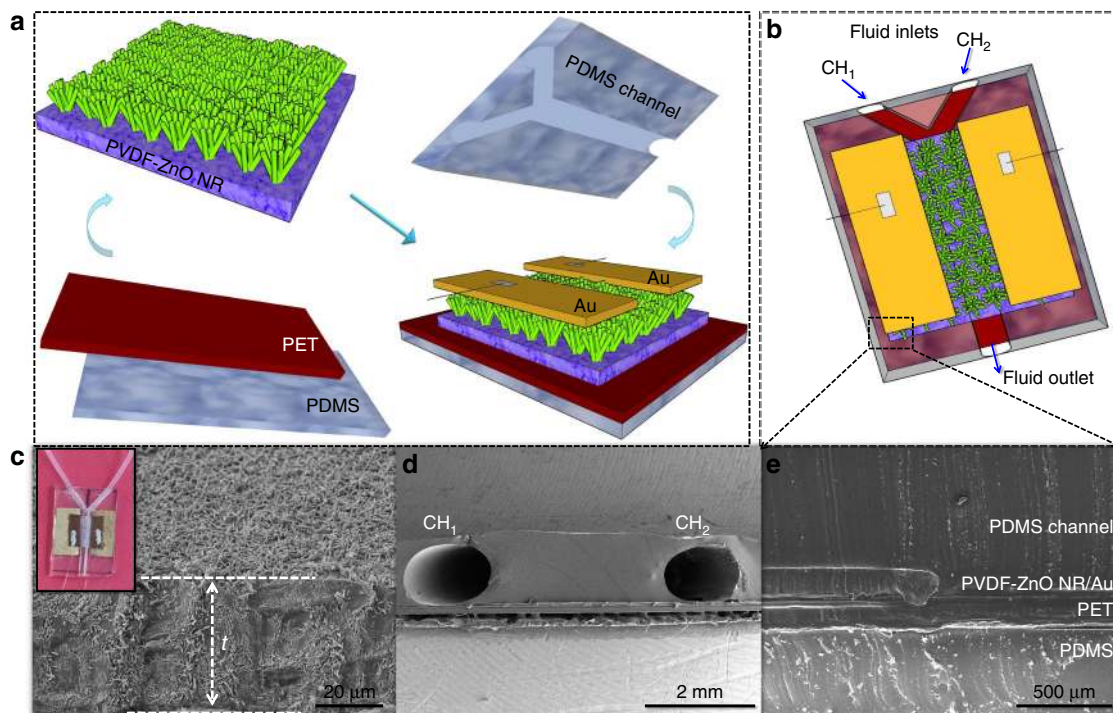 a
PVDF-ZnO NR
PDMS channel
PET
PDMS
Au
Au
b
Fluid inlets
CH1
CH2
Fluid outlet
c
t
20 μm
d
CH1
CH2
2 mm
e
PDMS channel
PVDF-ZnO NR/Au
PET
PDMS
500 μm